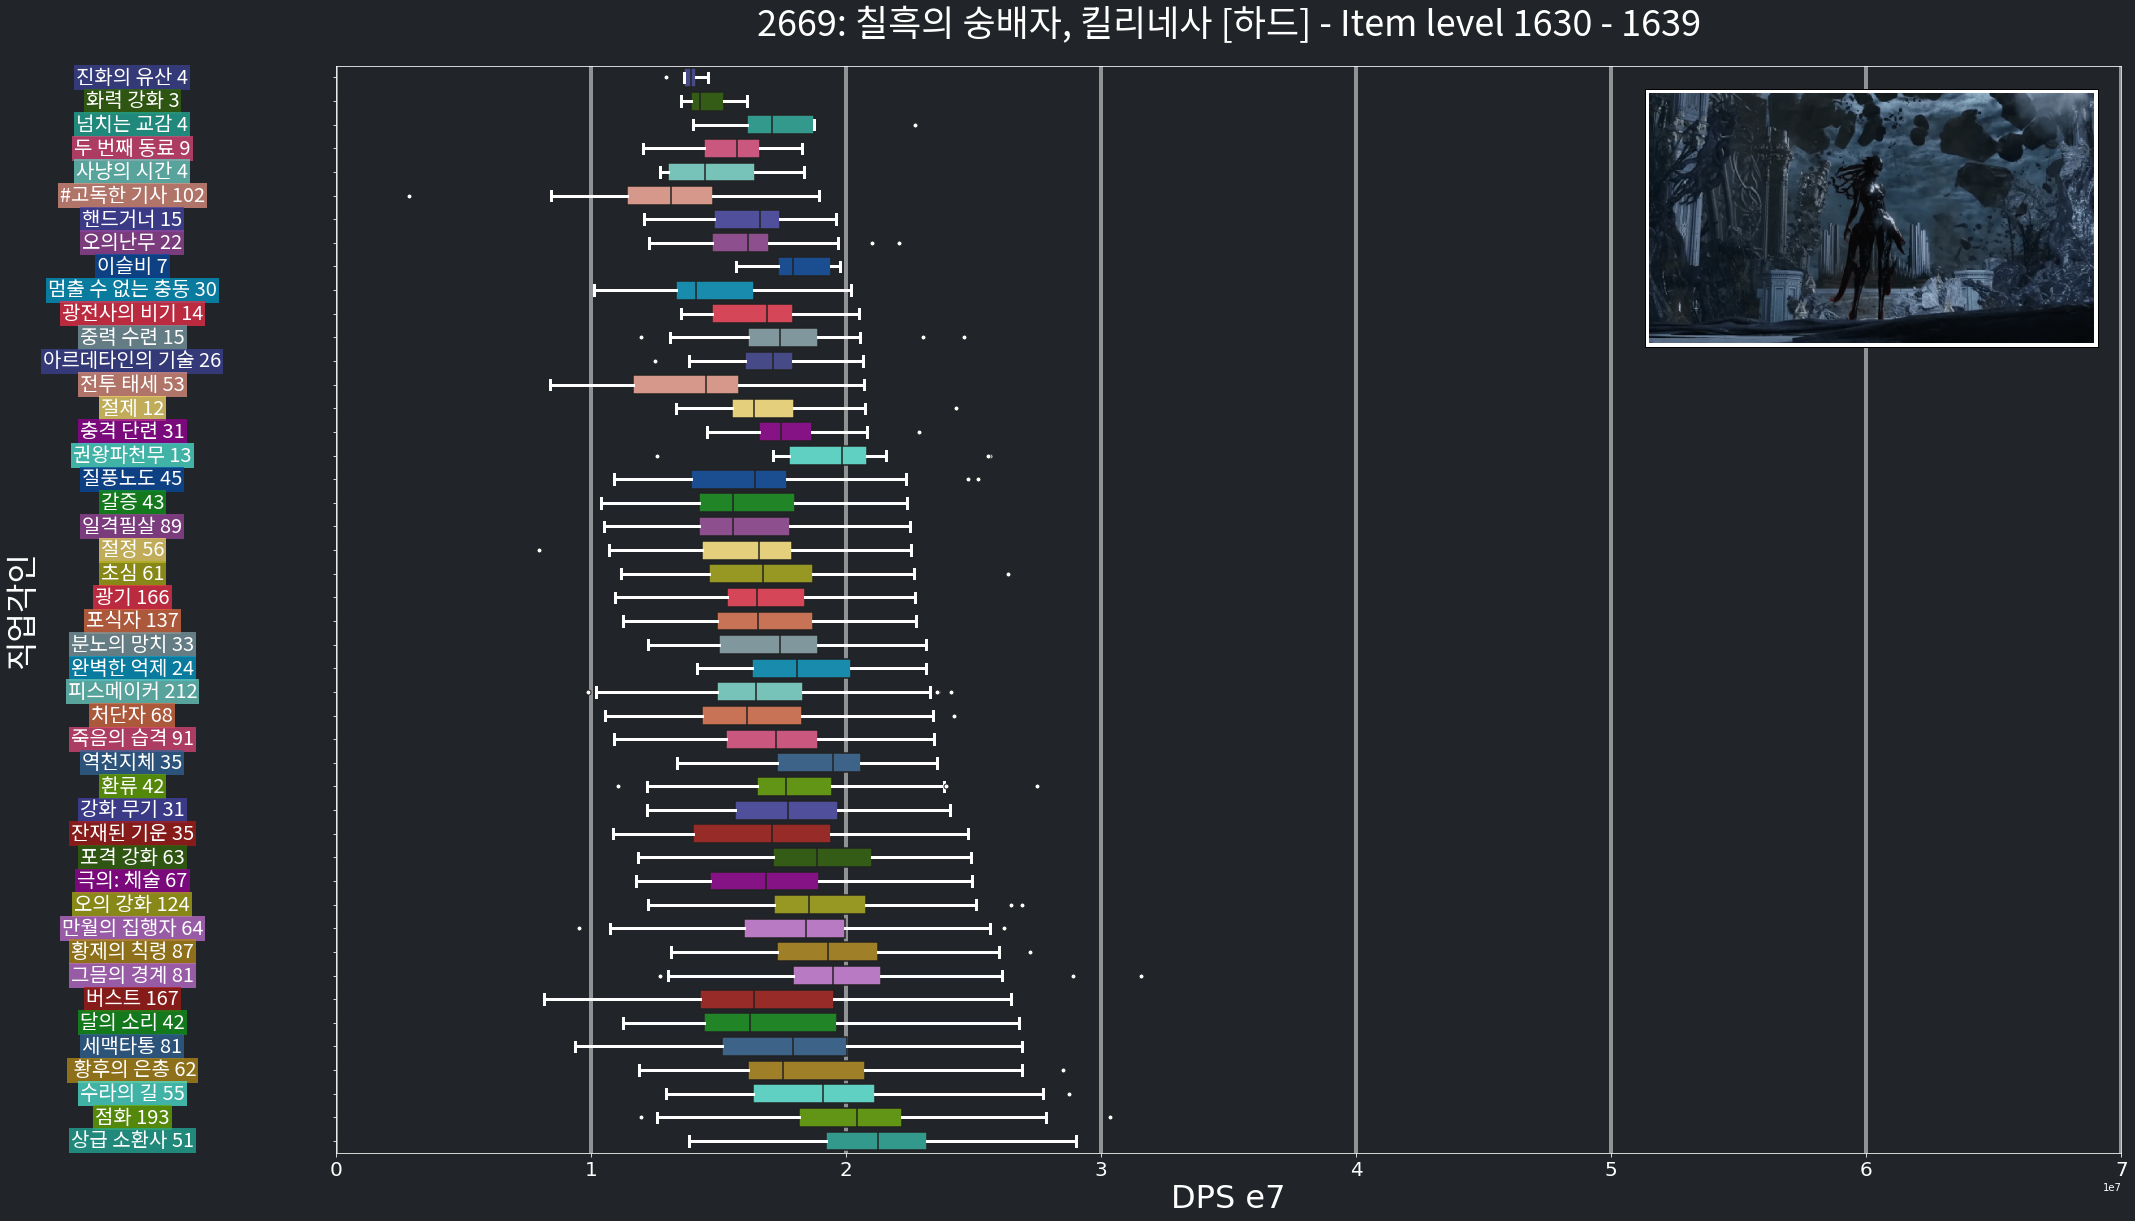 2669: 칠흑의 숭배자, 킬리네사 [하드] - Item level 1630 - 1639
직업각인
진화의 유산 4
화력 강화 3
넘치는 교감 4
두 번째 동료 9
사냥의 시간 4
#고독한 기사 102
핸드거너 15
오의난무 22
이슬비 7
멈출 수 없는 충동 30
광전사의 비기 14
중력 수련 15
아르데타인의 기술 26
전투 태세 53
절제 12
충격 단련 31
권왕파천무 13
질풍노도 45
갈증 43
일격필살 89
절정 56
초심 61
광기 166
포식자 137
분노의 망치 33
완벽한 억제 24
피스메이커 212
처단자 68
죽음의 습격 91
역천지체 35
환류 42
강화 무기 31
잔재된 기운 35
포격 강화 63
극의: 체술 67
오의 강화 124
만월의 집행자 64
황제의 칙령 87
그믐의 경계 81
버스트 167
달의 소리 42
세맥타통 81
황후의 은총 62
수라의 길 55
점화 193
상급 소환사 51
0 1 2 3 4 5 6 7
1e7
DPS e7